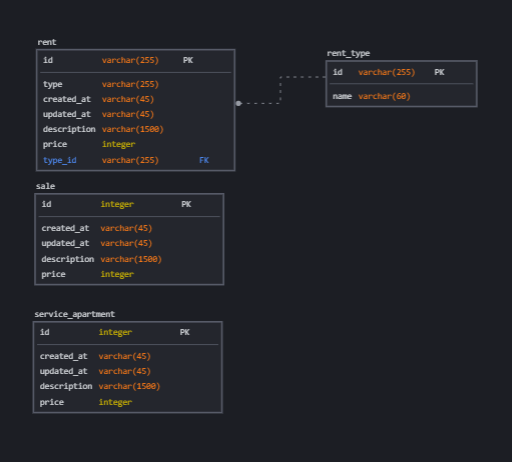 rent
id varchar(255) PK
type varchar(255)
created_at varchar(45)
updated_at varchar(45)
description varchar(1500)
price integer
type_id varchar(255) FK
rent_type
id varchar(255) PK
name varchar(60)
sale
id integer PK
created_at varchar(45)
updated_at varchar(45)
description varchar(1500)
price integer
service_apartment
id integer PK
created_at varchar(45)
updated_at varchar(45)
description varchar(1500)
price integer